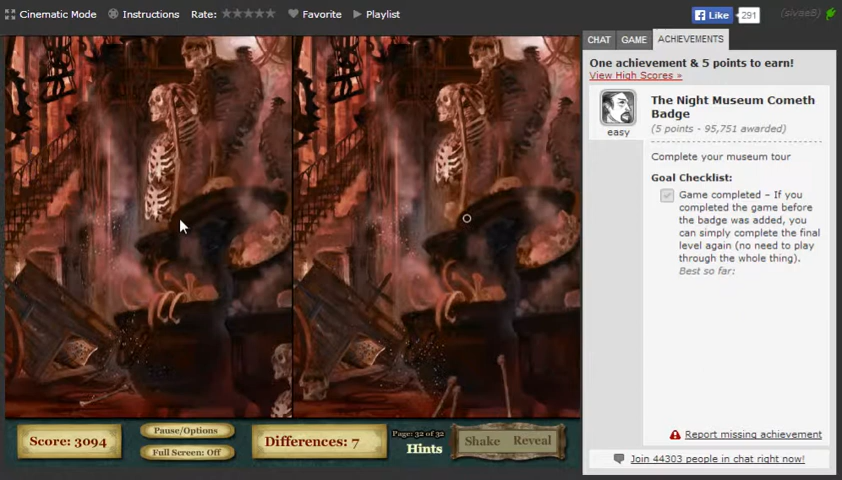 Cinematic Mode Instructions Rate: Favorite Playlist Like 291 (sivae8)
CHAT GAME ACHIEVEMENTS
One achievement & 5 points to earn!
View High Scores »
The Night Museum Cometh
Badge
easy
(5 points - 95,751 awarded)
Complete your museum tour
Goal Checklist:
Game completed – If you
completed the game before
the badge was added, you
can simply complete the final
level again (no need to play
through the whole thing).
Best so far:
Report missing achievement
Join 44303 people in chat right now!
Score: 3094
Pause/Options
Full Screen: Off
Differences: 7
Page: 32 of 32
Hints
Shake Reveal